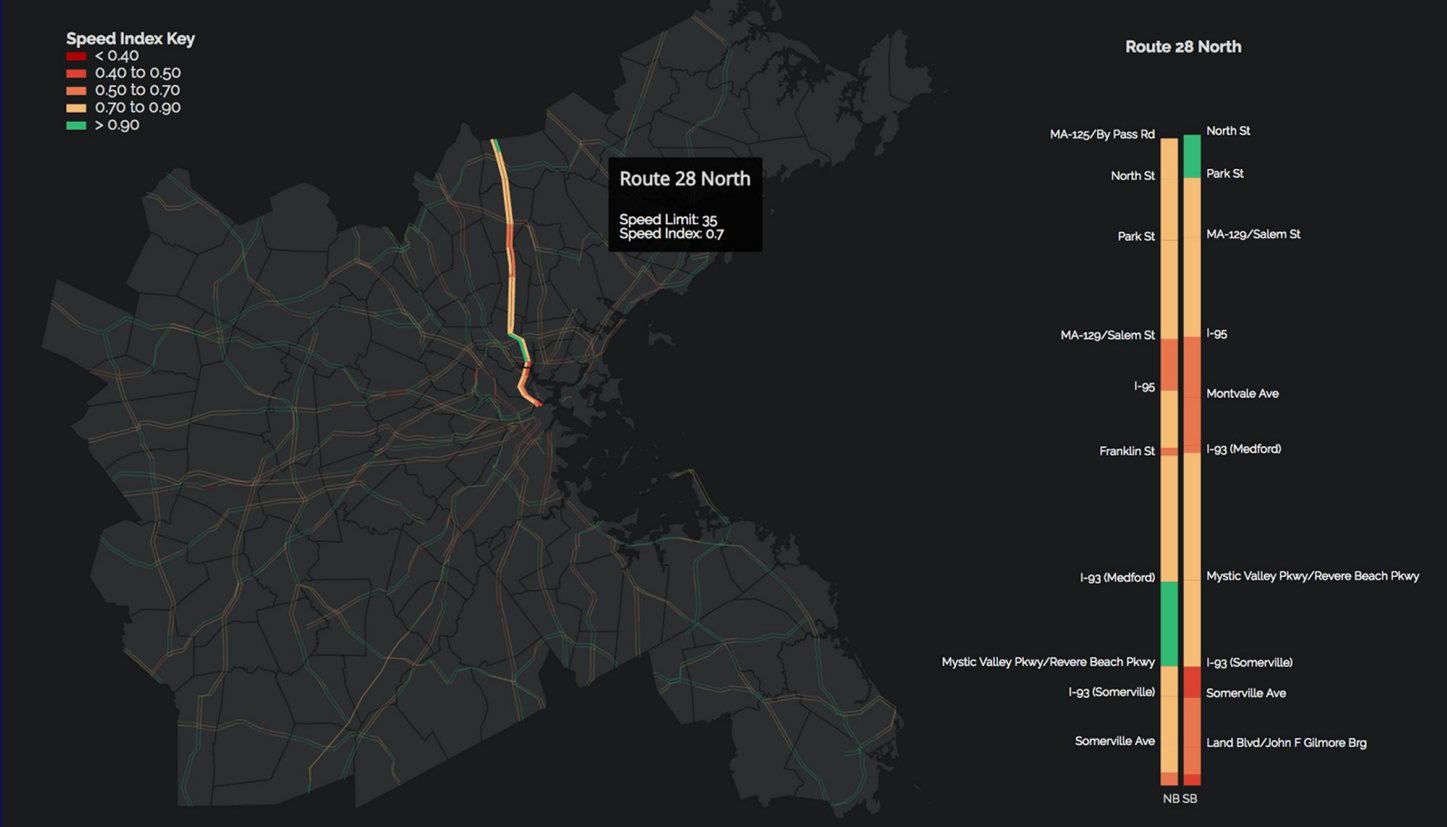 Speed Index Key
< 0.40
0.40 to 0.50
0.50 to 0.70
0.70 to 0.90
> 0.90
Route 28 North
Speed Limit: 35
Speed Index: 0.7
Route 28 North
MA-125/By Pass Rd
North St
Park St
MA-129/Salem St
I-95
Franklin St
I-93 (Medford)
Mystic Valley Pkwy/Revere Beach Pkwy
I-93 (Somerville)
Somerville Ave
North St
Park St
MA-129/Salem St
I-95
Montvale Ave
I-93 (Medford)
Mystic Valley Pkwy/Revere Beach Pkwy
I-93 (Somerville)
Somerville Ave
Land Blvd/John F Gilmore Brg
NB SB